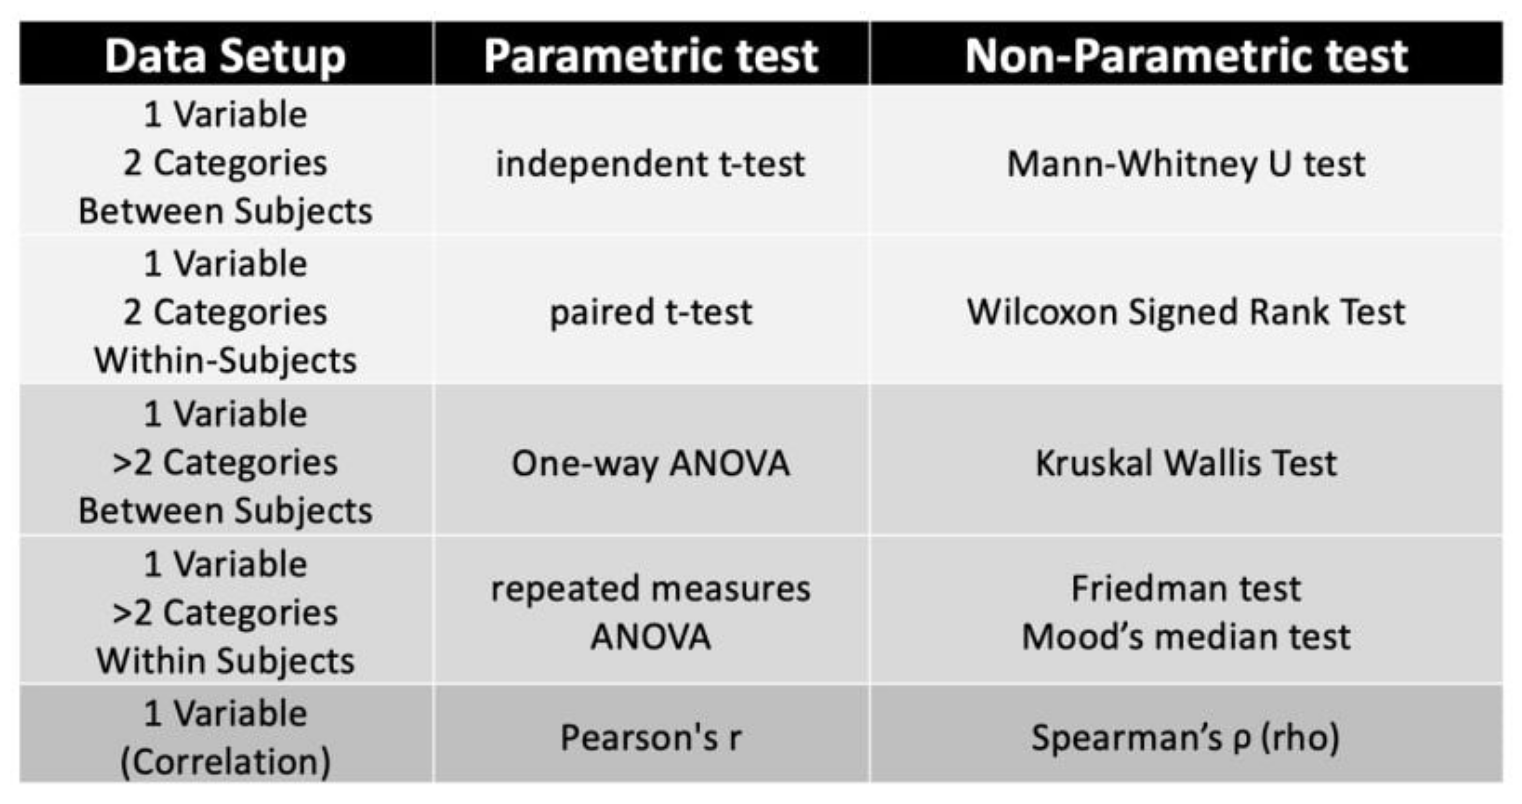 Data Setup
Parametric test
Non-Parametric test
1 Variable
2 Categories
Between Subjects
independent t-test
Mann-Whitney U test
1 Variable
2 Categories
Within-Subjects
paired t-test
Wilcoxon Signed Rank Test
1 Variable
>2 Categories
Between Subjects
One-way ANOVA
Kruskal Wallis Test
1 Variable
>2 Categories
Within Subjects
repeated measures
ANOVA
Friedman test
Mood’s median test
1 Variable
(Correlation)
Pearson's r
Spearman’s ρ (rho)